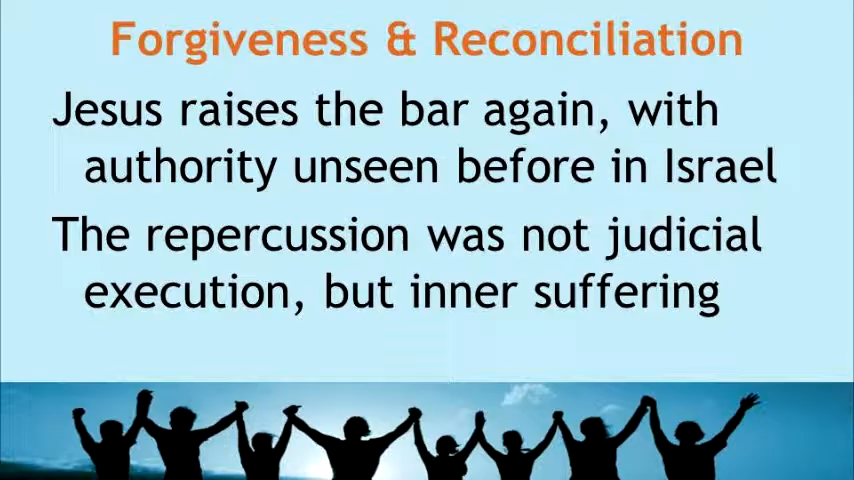 Forgiveness & Reconciliation
Jesus raises the bar again, with
authority unseen before in Israel
The repercussion was not judicial
execution, but inner suffering